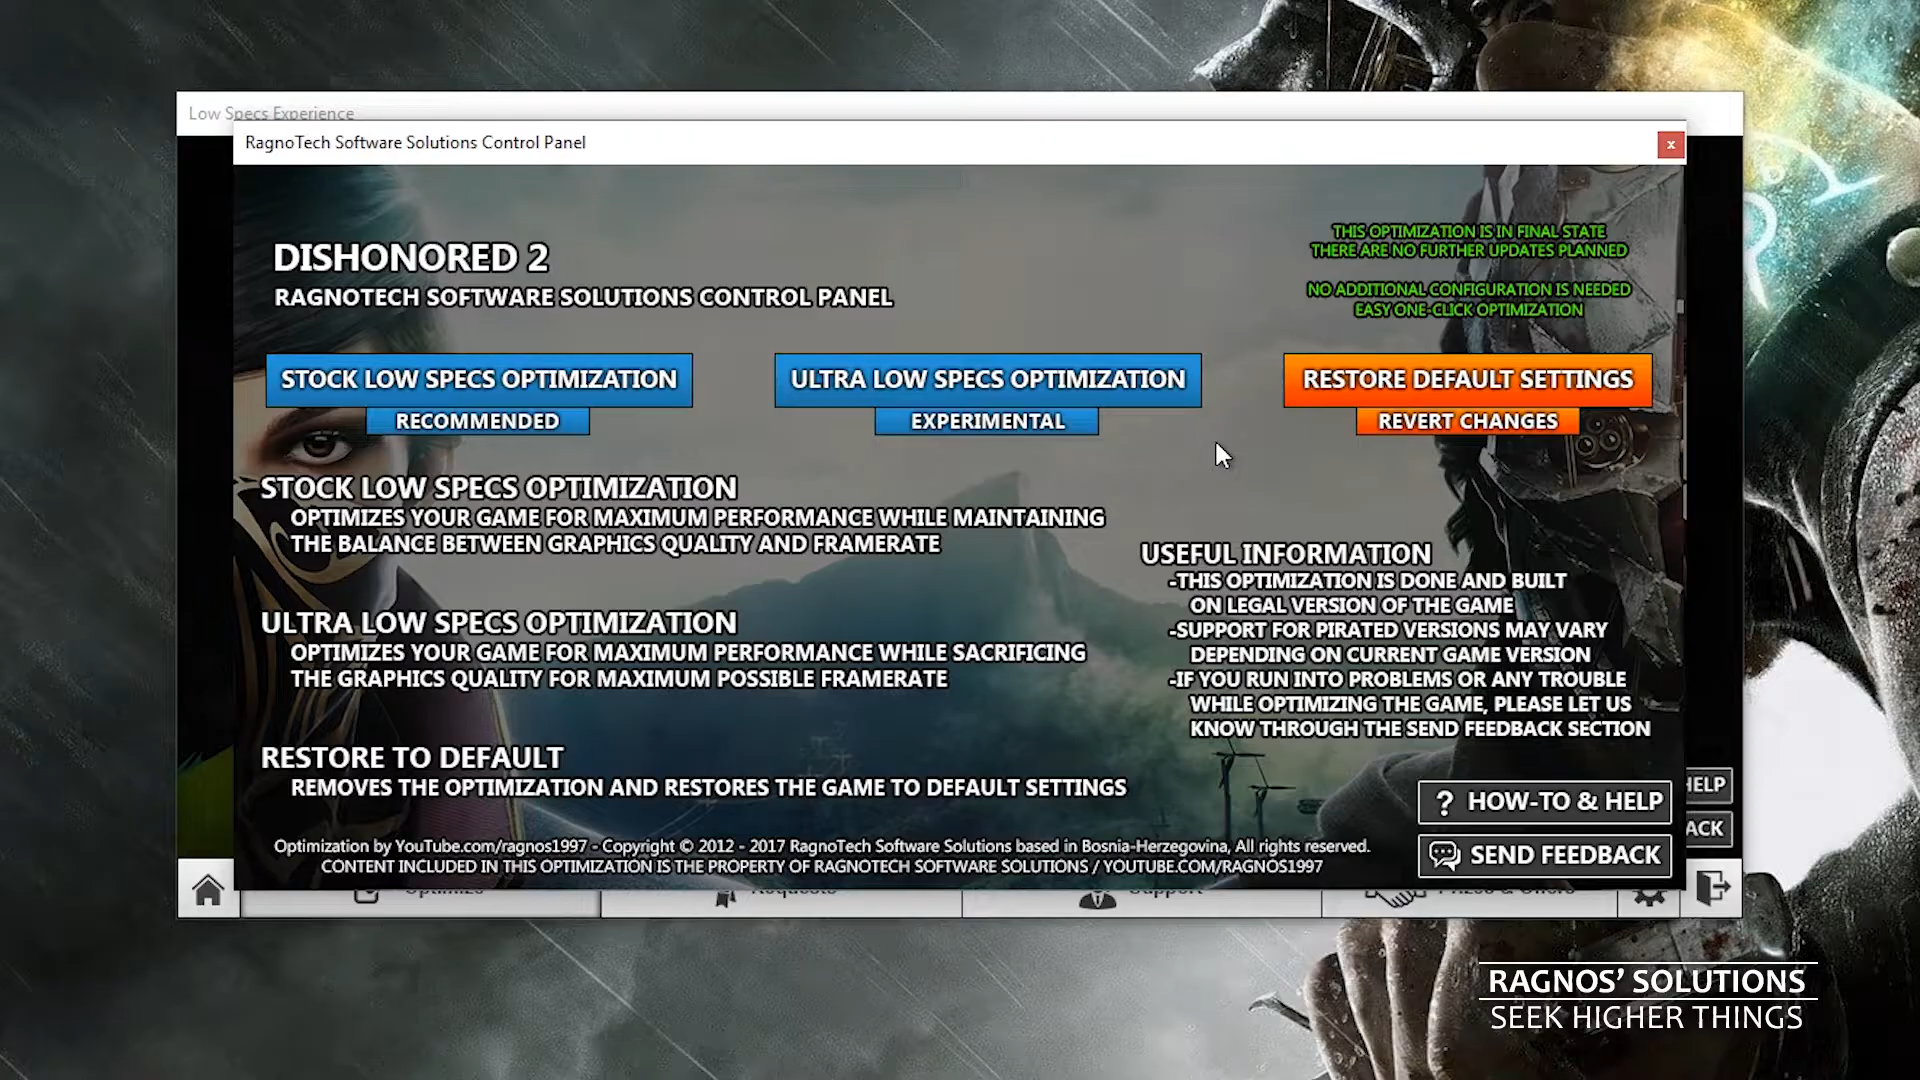 Low Specs Experience
RagnoTech Software Solutions Control Panel
x
DISHONORED 2
RAGNOTECH SOFTWARE SOLUTIONS CONTROL PANEL
THIS OPTIMIZATION IS IN FINAL STATE
THERE ARE NO FURTHER UPDATES PLANNED
NO ADDITIONAL CONFIGURATION IS NEEDED
EASY ONE-CLICK OPTIMIZATION
STOCK LOW SPECS OPTIMIZATION
RECOMMENDED
ULTRA LOW SPECS OPTIMIZATION
EXPERIMENTAL
RESTORE DEFAULT SETTINGS
REVERT CHANGES
STOCK LOW SPECS OPTIMIZATION
OPTIMIZES YOUR GAME FOR MAXIMUM PERFORMANCE WHILE MAINTAINING
THE BALANCE BETWEEN GRAPHICS QUALITY AND FRAMERATE
ULTRA LOW SPECS OPTIMIZATION
OPTIMIZES YOUR GAME FOR MAXIMUM PERFORMANCE WHILE SACRIFICING
THE GRAPHICS QUALITY FOR MAXIMUM POSSIBLE FRAMERATE
RESTORE TO DEFAULT
REMOVES THE OPTIMIZATION AND RESTORES THE GAME TO DEFAULT SETTINGS
USEFUL INFORMATION
-THIS OPTIMIZATION IS DONE AND BUILT
ON LEGAL VERSION OF THE GAME
-SUPPORT FOR PIRATED VERSIONS MAY VARY
DEPENDING ON CURRENT GAME VERSION
-IF YOU RUN INTO PROBLEMS OR ANY TROUBLE
WHILE OPTIMIZING THE GAME, PLEASE LET US
KNOW THROUGH THE SEND FEEDBACK SECTION
? HOW-TO & HELP
SEND FEEDBACK
HELP
ACK
Optimization by YouTube.com/ragnos1997 - Copyright © 2012 - 2017 RagnoTech Software Solutions based in Bosnia-Herzegovina, All rights reserved.
CONTENT INCLUDED IN THIS OPTIMIZATION IS THE PROPERTY OF RAGNOTECH SOFTWARE SOLUTIONS / YOUTUBE.COM/RAGNOS1997
Optimize
Requests
Support
RAGNOS' SOLUTIONS
SEEK HIGHER THINGS